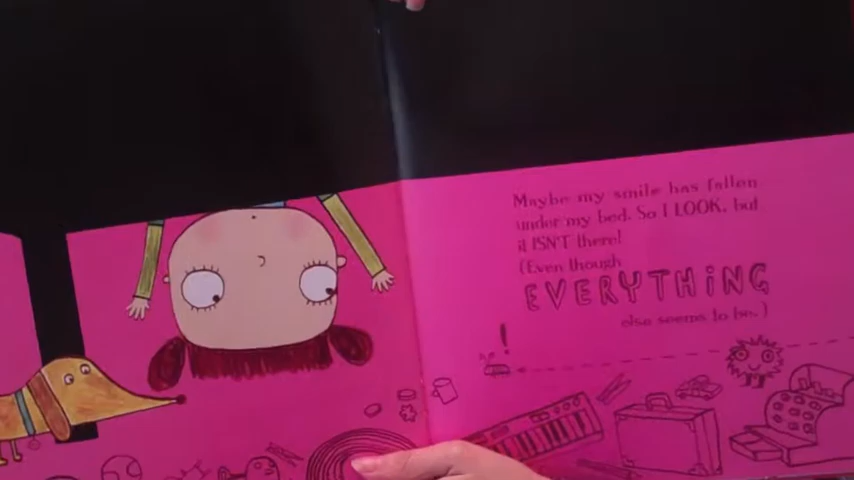 Maybe my smile has fallen
under my bed. So I LOOK, but
it ISN'T there!
(Even though
EVERYTHiNG
else seems to be.)
!